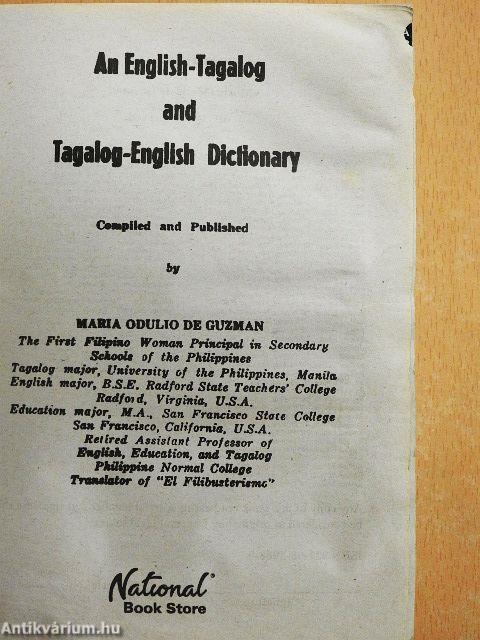 An English-Tagalog
and
Tagalog-English Dictionary
Compiled and Published
by
MARIA ODULIO DE GUZMAN
The First Filipino Woman Principal in Secondary
Schools of the Philippines
Tagalog major, University of the Philippines, Manila
English major, B.S.E. Radford State Teachers' College
Radford, Virginia, U.S.A.
Education major, M.A., San Francisco State College
San Francisco, California, U.S.A.
Retired Assistant Professor of
English, Education, and Tagalog
Philippine Normal College
Translator of "El Filibusterismo"
National
Book Store
Antikvárium.hu